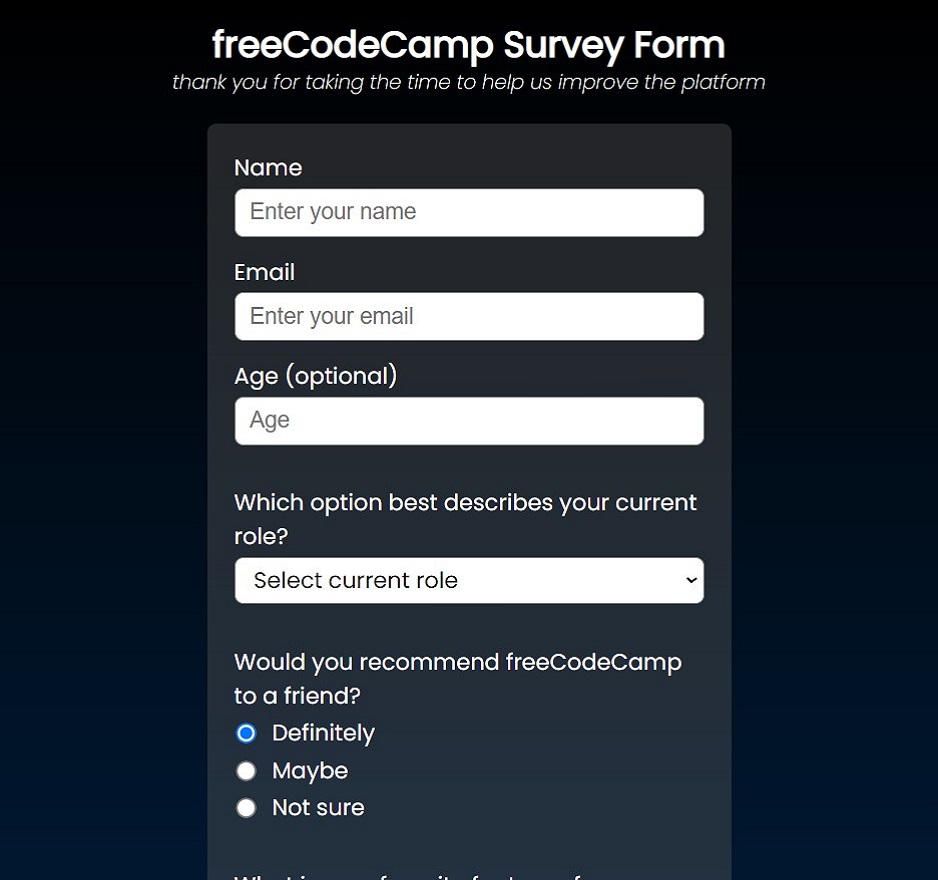 freeCodeCamp Survey Form
thank you for taking the time to help us improve the platform
Name
Enter your name
Email
Enter your email
Age (optional)
Age
Which option best describes your current
role?
Select current role
Would you recommend freeCodeCamp
to a friend?
Definitely
Maybe
Not sure